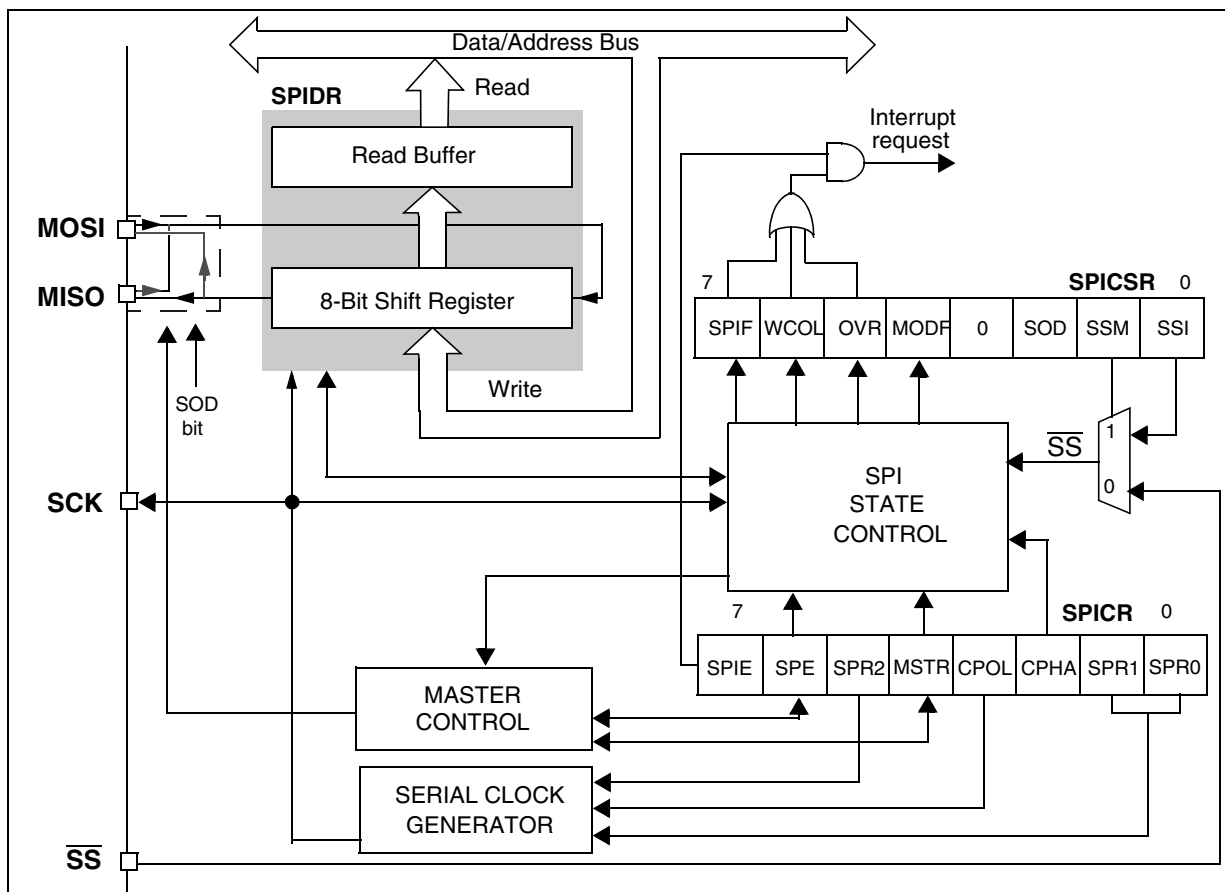 Data/Address Bus
SPIDR
Read
Read Buffer
8-Bit Shift Register
Write
MOSI
MISO
SOD
bit
SCK
SS
Interrupt
request
7
SPICSR
0
SPIF
WCOL
OVR
MODF
0
SOD
SSM
SSI
SS
1
0
SPI
STATE
CONTROL
7
SPICR
0
SPIE
SPE
SPR2
MSTR
CPOL
CPHA
SPR1
SPR0
MASTER
CONTROL
SERIAL CLOCK
GENERATOR